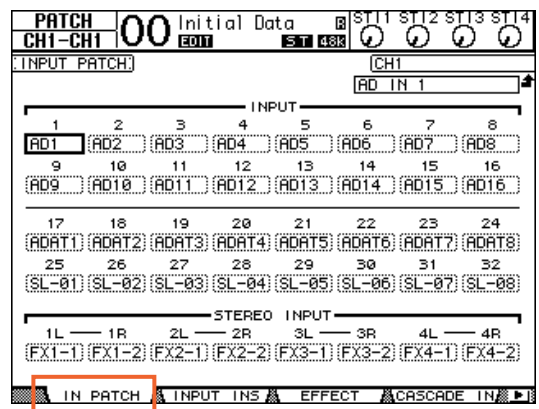 PATCH 00 Initial Data R STI1 STI2 STI3 STI4
CH1-CH1 EDIT ST 48K
INPUT PATCH CH1
AD IN 1
INPUT
1 2 3 4 5 6 7 8
AD1 AD2 AD3 AD4 AD5 AD6 AD7 AD8
9 10 11 12 13 14 15 16
AD9 AD10 AD11 AD12 AD13 AD14 AD15 AD16
17 18 19 20 21 22 23 24
ADAT1 ADAT2 ADAT3 ADAT4 ADAT5 ADAT6 ADAT7 ADAT8
25 26 27 28 29 30 31 32
SL-01 SL-02 SL-03 SL-04 SL-05 SL-06 SL-07 SL-08
STEREO INPUT
1L 1R 2L 2R 3L 3R 4L 4R
FX1-1 FX1-2 FX2-1 FX2-2 FX3-1 FX3-2 FX4-1 FX4-2
IN PATCH INPUT INS EFFECT CASCADE IN